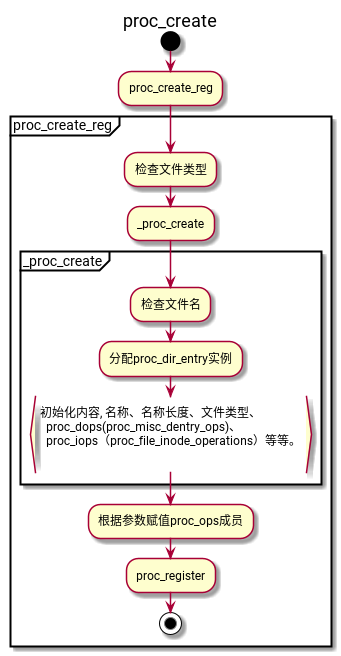 proc_create
proc_create_reg
proc_create_reg
检查文件类型
_proc_create
_proc_create
检查文件名
分配proc_dir_entry实例
初始化内容,名称、名称长度、文件类型、
proc_dops(proc_misc_dentry_ops)、
proc_iops（proc_file_inode_operations）等等。
根据参数赋值proc_ops成员
proc_register